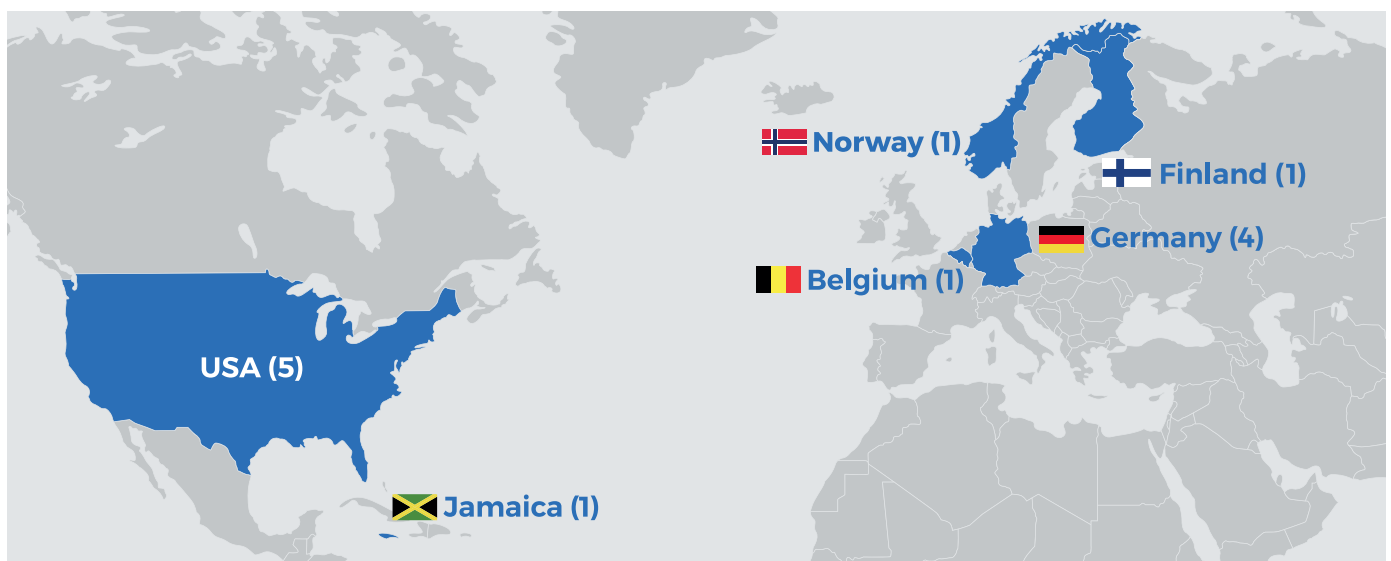 Norway (1)
Finland (1)
Germany (4)
Belgium (1)
USA (5)
Jamaica (1)